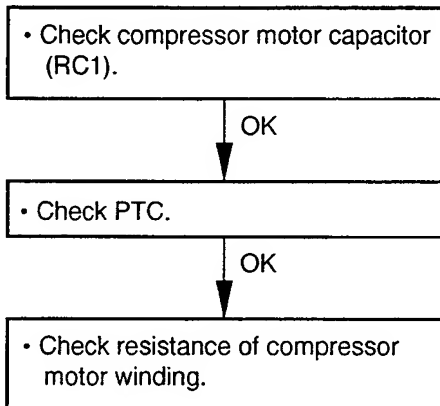 • Check compressor motor capacitor
(RC1).
OK
• Check PTC.
OK
• Check resistance of compressor
motor winding.